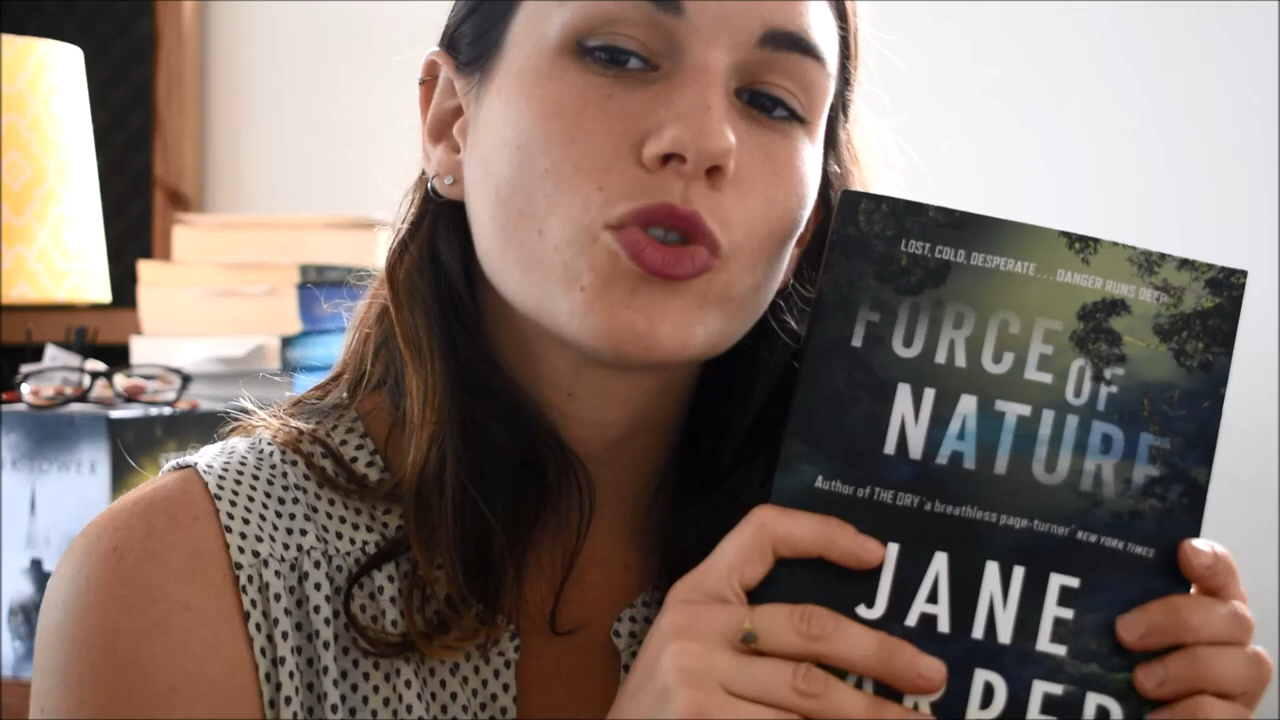 LOST, COLD, DESPERATE... DANGER RUNS DEEP
FORCE OF
NATURE
Author of THE DRY 'a breathless page-turner' NEW YORK TIMES
JANE